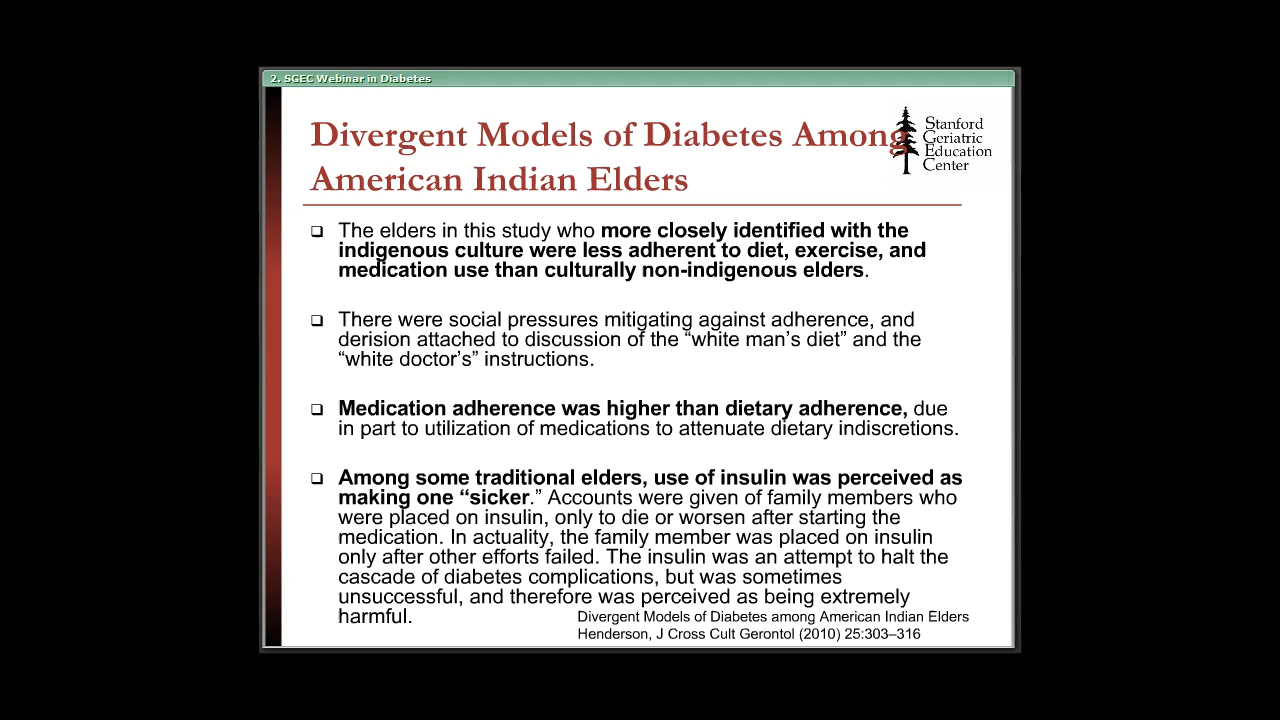 2. SGEC Webinar in Diabetes
Divergent Models of Diabetes Among
American Indian Elders
Stanford
Geriatric
Education
Center
The elders in this study who more closely identified with the
indigenous culture were less adherent to diet, exercise, and
medication use than culturally non-indigenous elders.
There were social pressures mitigating against adherence, and
derision attached to discussion of the “white man’s diet” and the
“white doctor’s” instructions.
Medication adherence was higher than dietary adherence, due
in part to utilization of medications to attenuate dietary indiscretions.
Among some traditional elders, use of insulin was perceived as
making one “sicker.” Accounts were given of family members who
were placed on insulin, only to die or worsen after starting the
medication. In actuality, the family member was placed on insulin
only after other efforts failed. The insulin was an attempt to halt the
cascade of diabetes complications, but was sometimes
unsuccessful, and therefore was perceived as being extremely
harmful.
Divergent Models of Diabetes among American Indian Elders
Henderson, J Cross Cult Gerontol (2010) 25:303–316